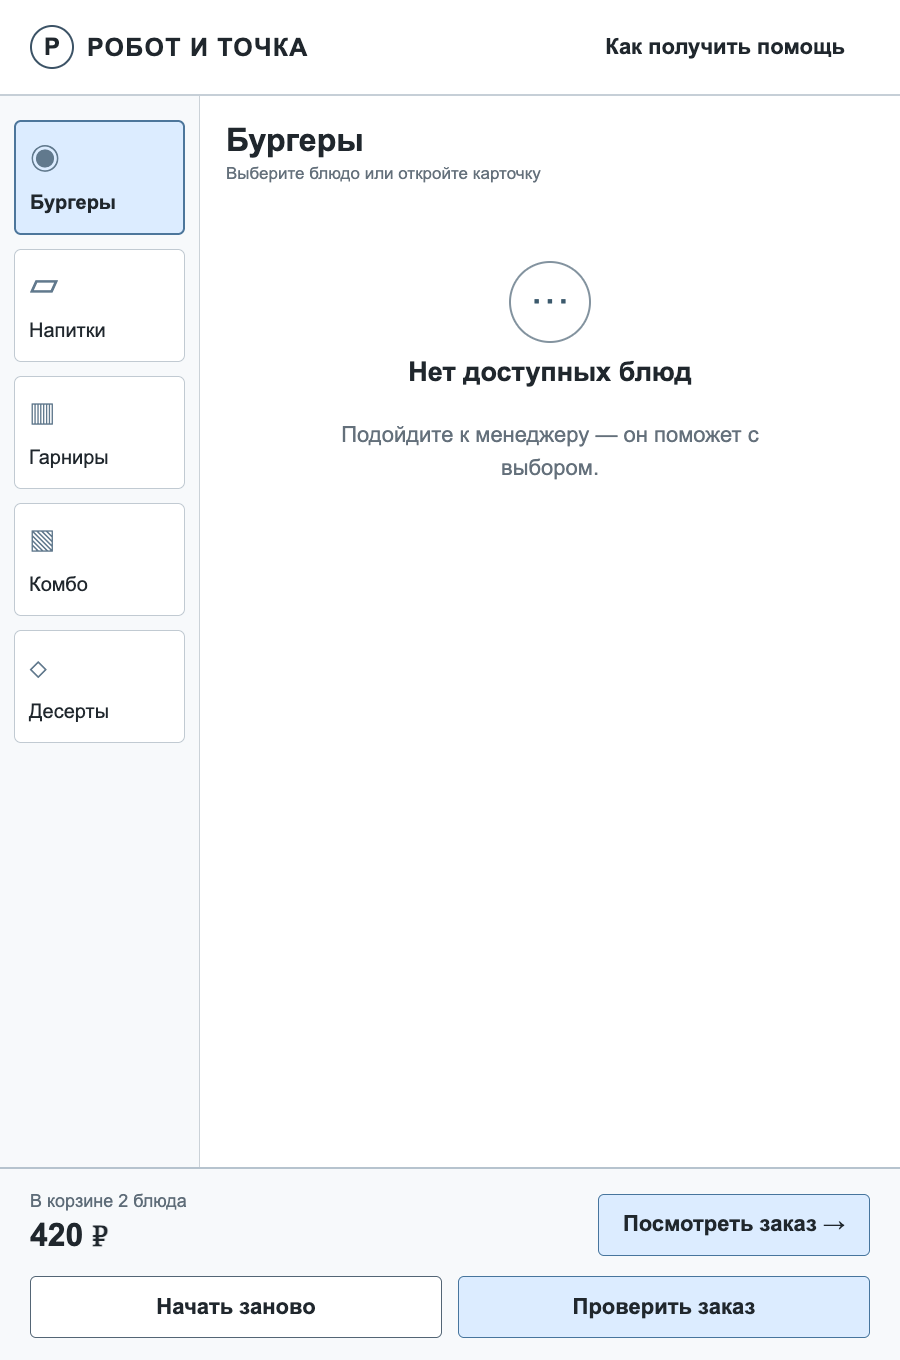 Р РОБОТ И ТОЧКА
Как получить помощь
Бургеры
Напитки
Гарниры
Комбо
Десерты
Бургеры
Выберите блюдо или откройте карточку
Нет доступных блюд
Подойдите к менеджеру — он поможет с
выбором.
В корзине 2 блюда
420 ₽
Посмотреть заказ →
Начать заново
Проверить заказ